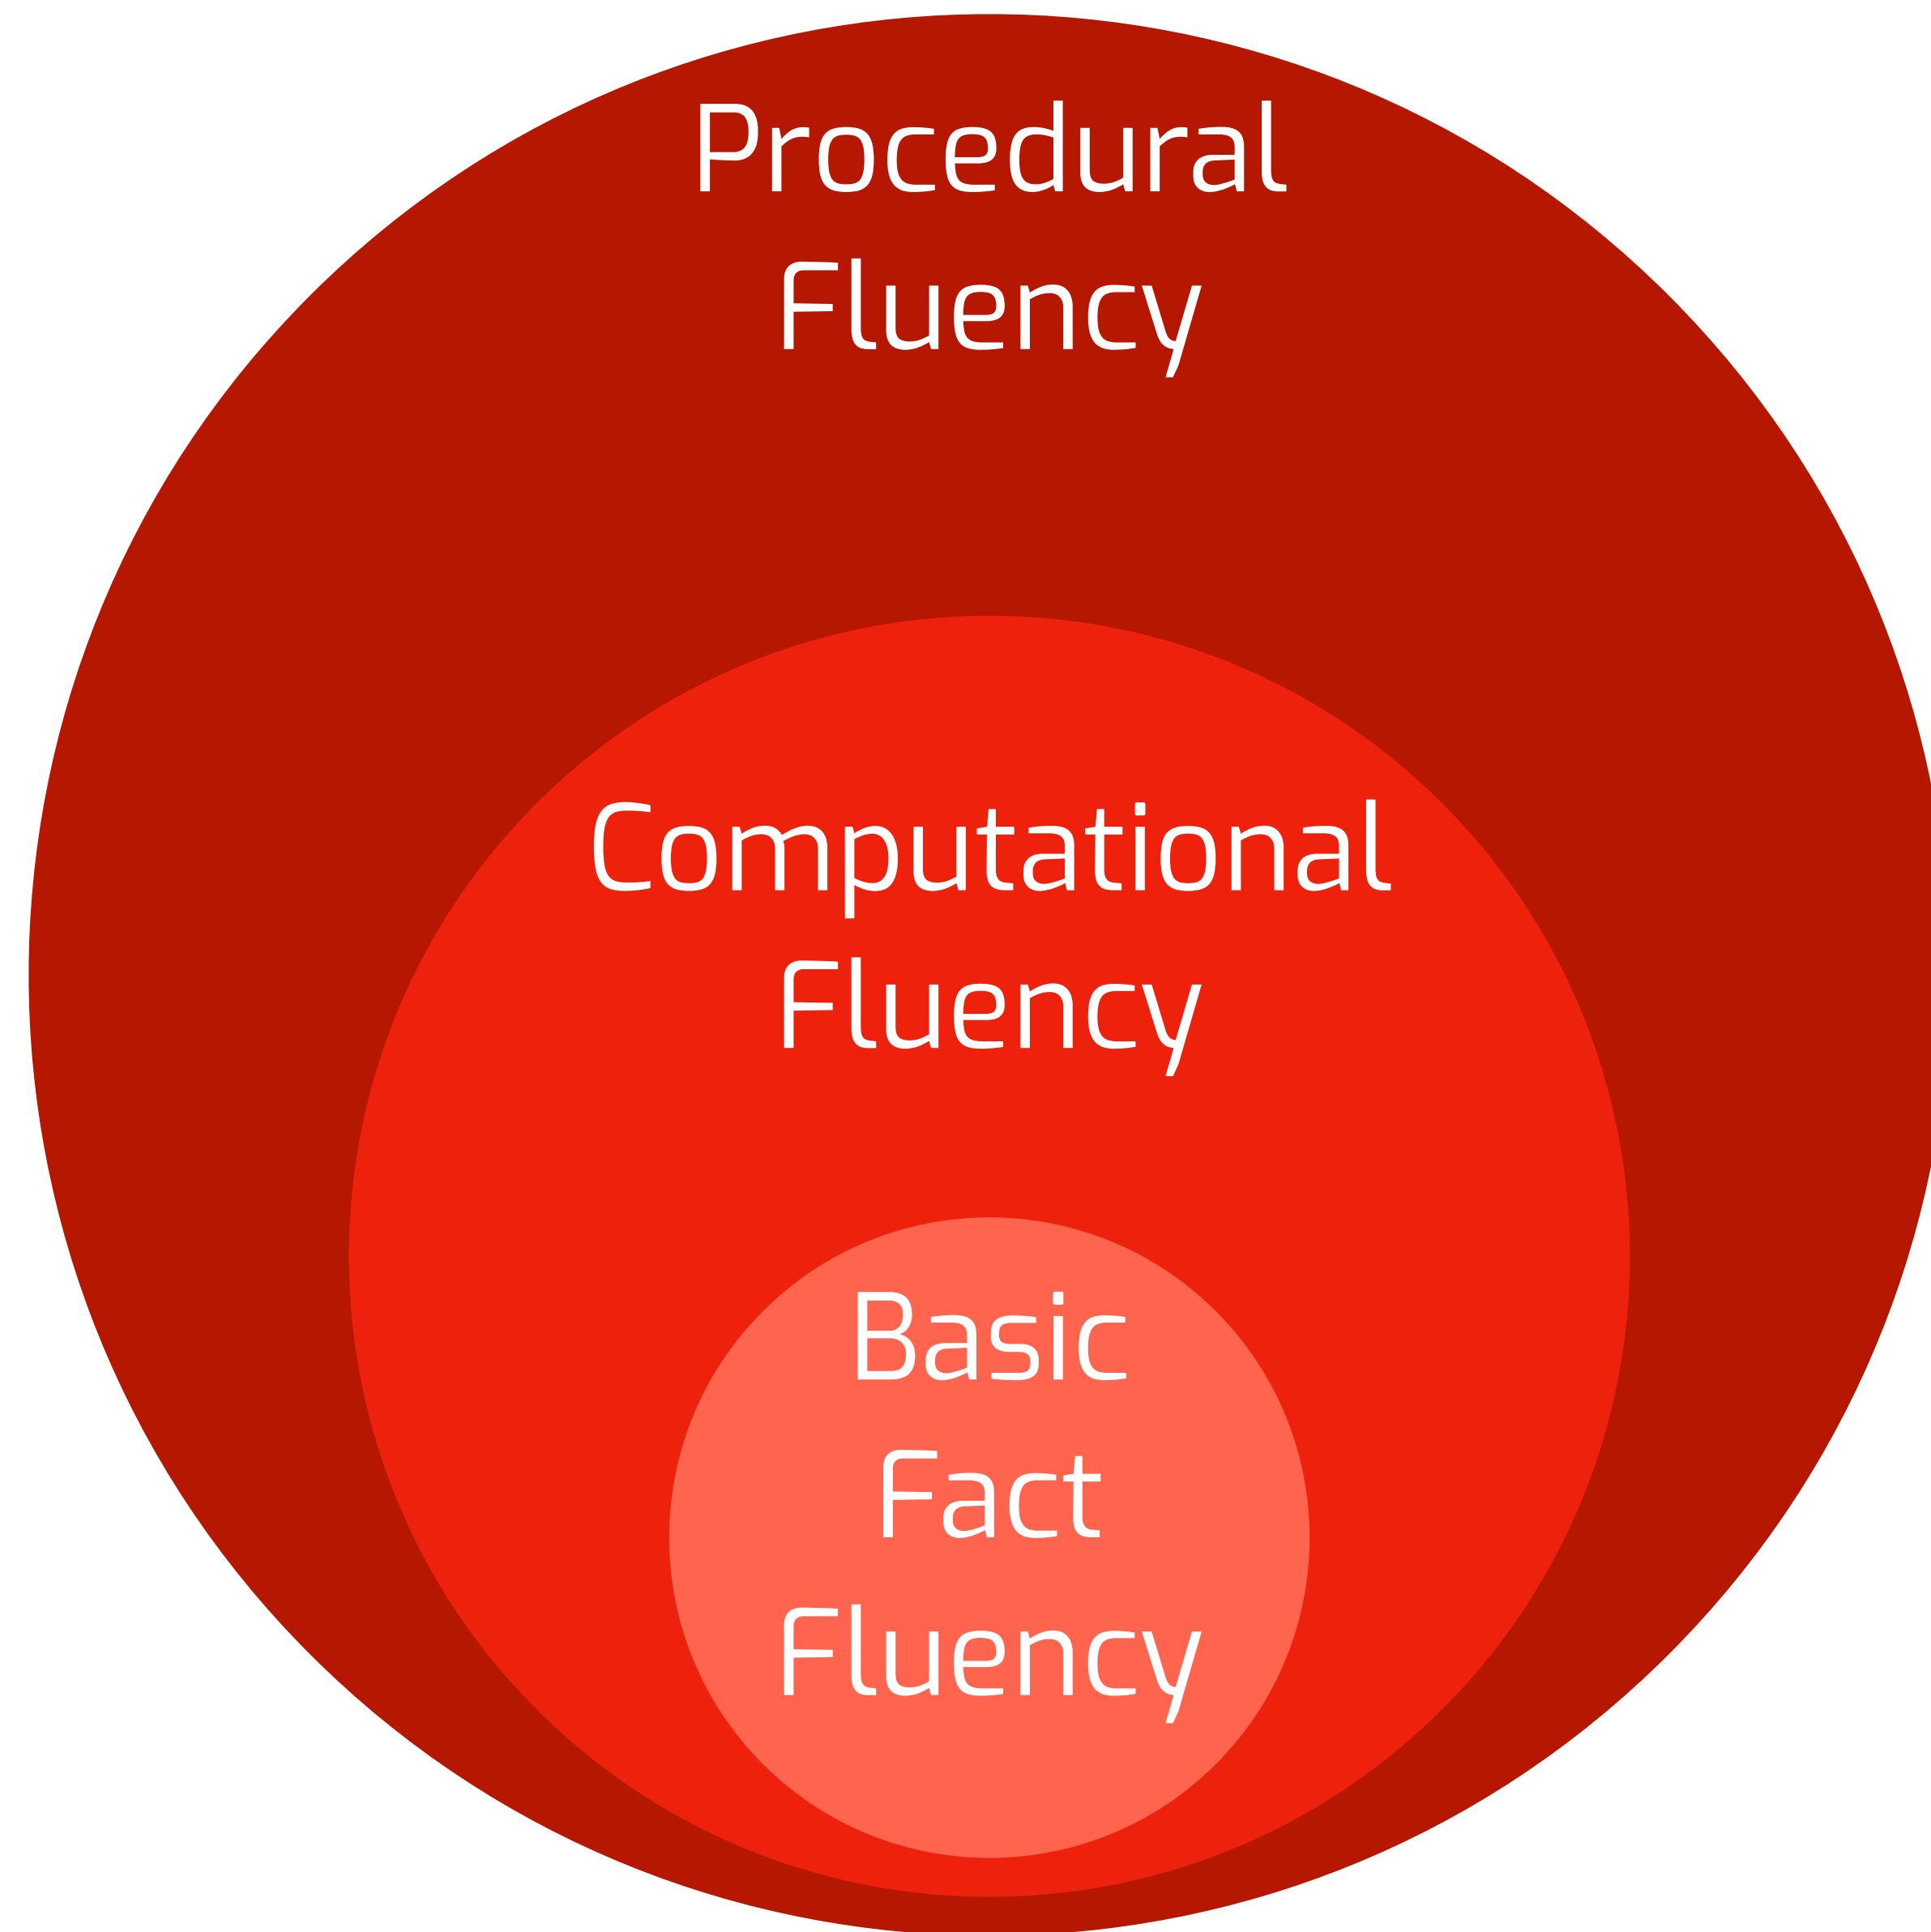 Procedural
Fluency
Computational
Fluency
Basic
Fact
Fluency